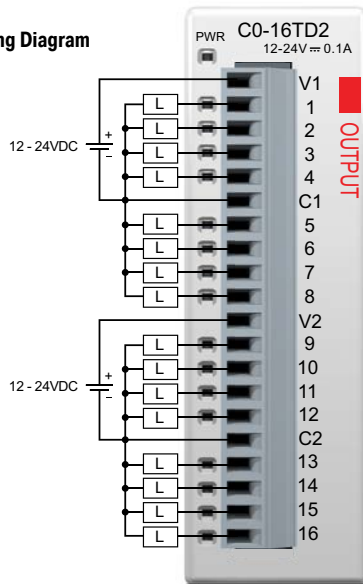 ng Diagram
PWR
C0-16TD2
12-24V ⎓ 0.1A
OUTPUT
V1
L 1
L 2
L 3
L 4
12 - 24VDC + –
C1
L 5
L 6
L 7
L 8
V2
L 9
L 10
L 11
L 12
12 - 24VDC + –
C2
L 13
L 14
L 15
L 16